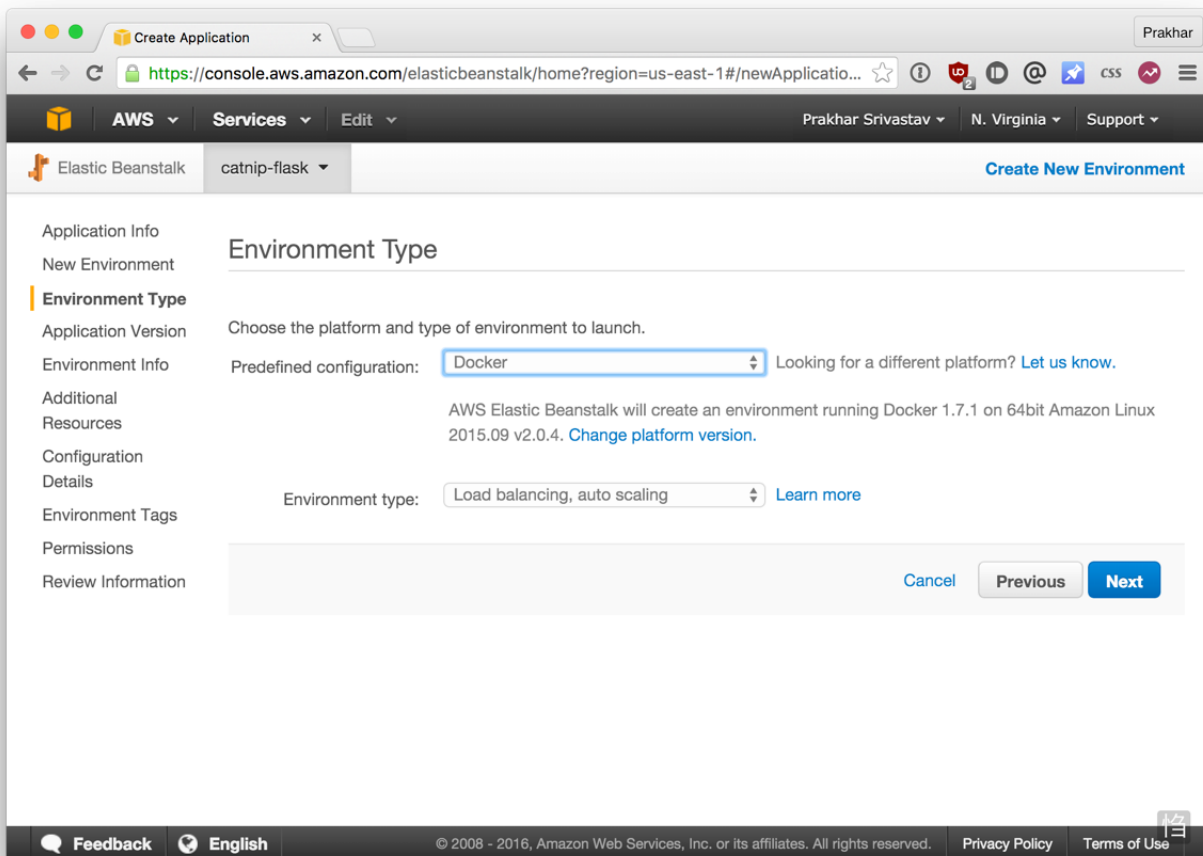 Create Application
Prakhar
https://console.aws.amazon.com/elasticbeanstalk/home?region=us-east-1#/newApplicatio...
2
css
AWS
Services
Edit
Prakhar Srivastav
N. Virginia
Support
Elastic Beanstalk
catnip-flask
Create New Environment
Application Info
New Environment
Environment Type
Application Version
Environment Info
Additional
Resources
Configuration
Details
Environment Tags
Permissions
Review Information
Environment Type
Choose the platform and type of environment to launch.
Predefined configuration:
Docker
Looking for a different platform? Let us know.
AWS Elastic Beanstalk will create an environment running Docker 1.7.1 on 64bit Amazon Linux
2015.09 v2.0.4. Change platform version.
Environment type:
Load balancing, auto scaling
Learn more
Cancel
Previous
Next
Feedback
English
© 2008 - 2016, Amazon Web Services, Inc. or its affiliates. All rights reserved.
Privacy Policy
Terms of Use